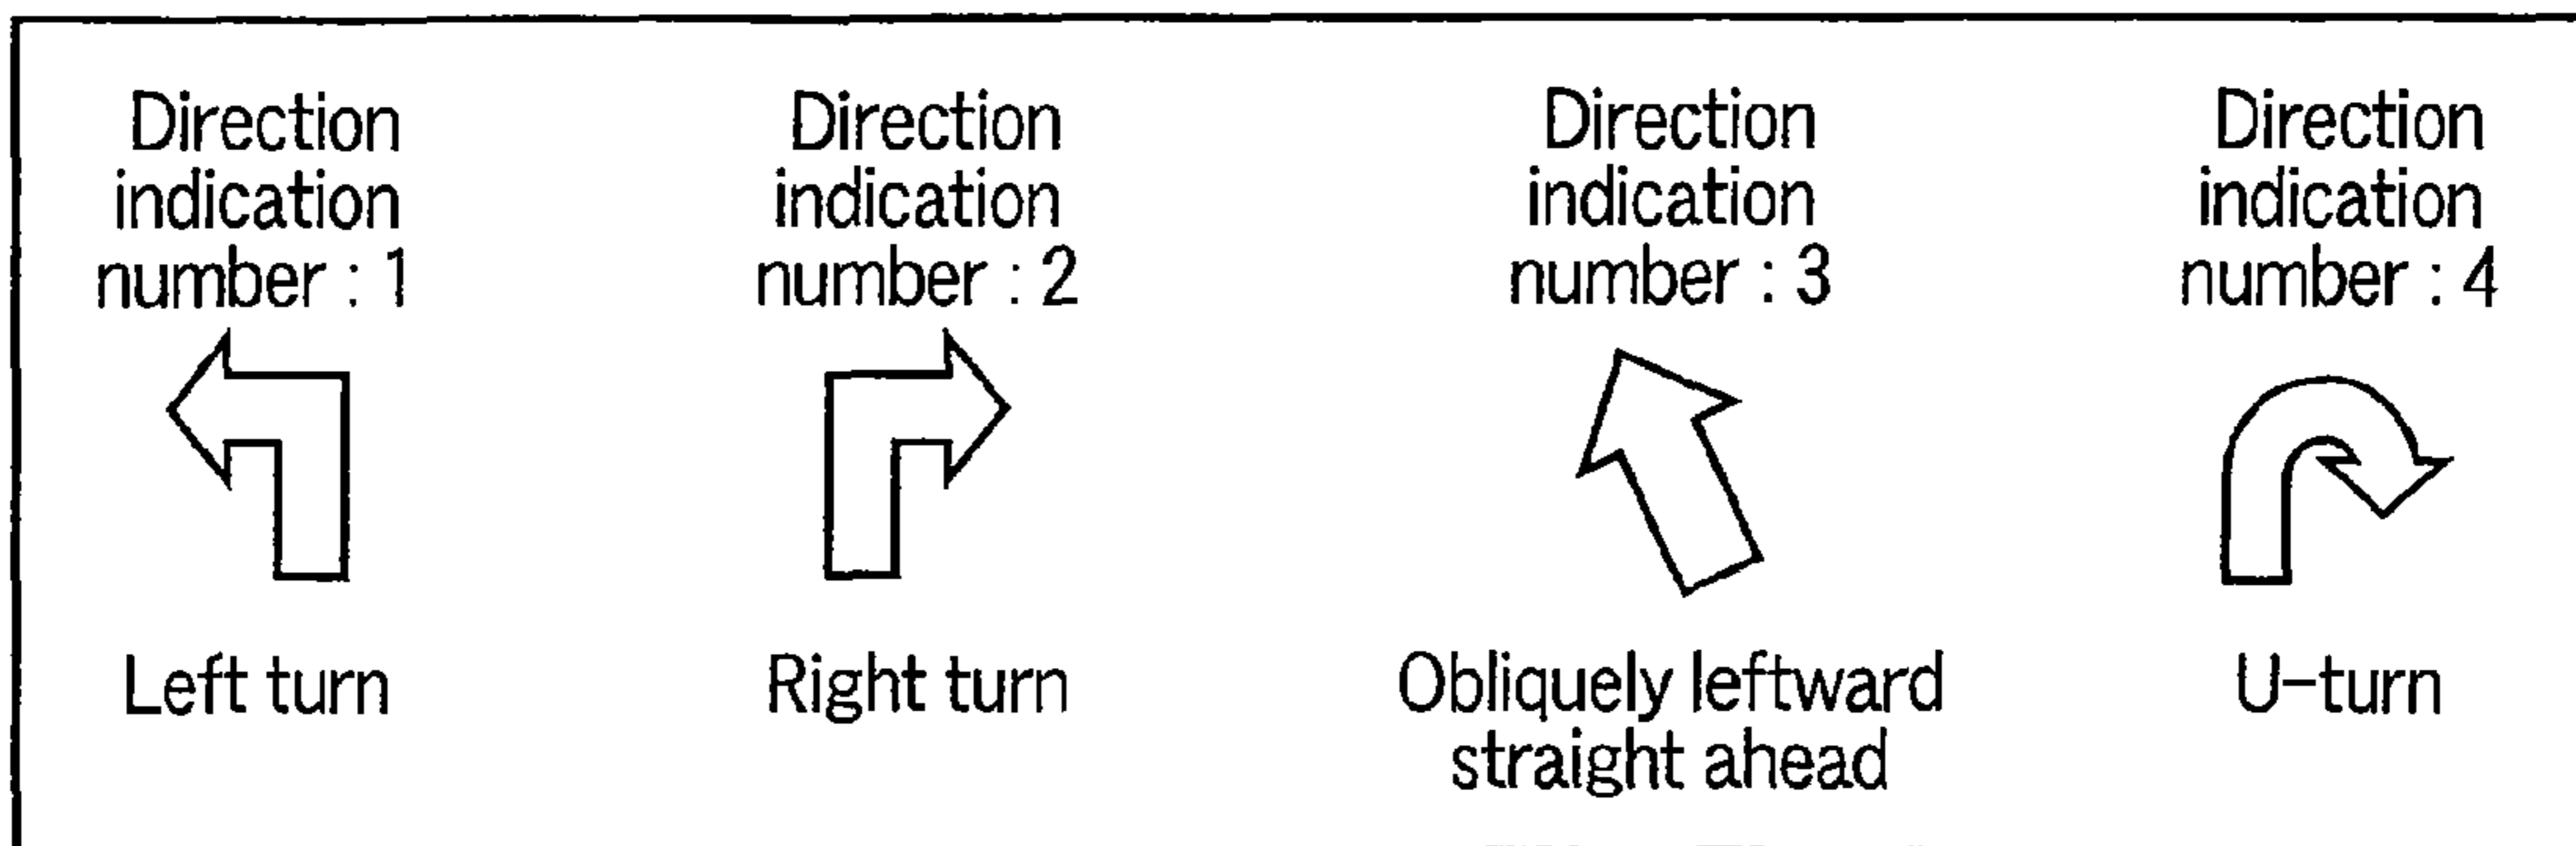 Direction
indication
number : 1
Direction
indication
number : 2
Direction
indication
number : 3
Direction
indication
number : 4
Left turn
Right turn
Obliquely leftward
straight ahead
U-turn